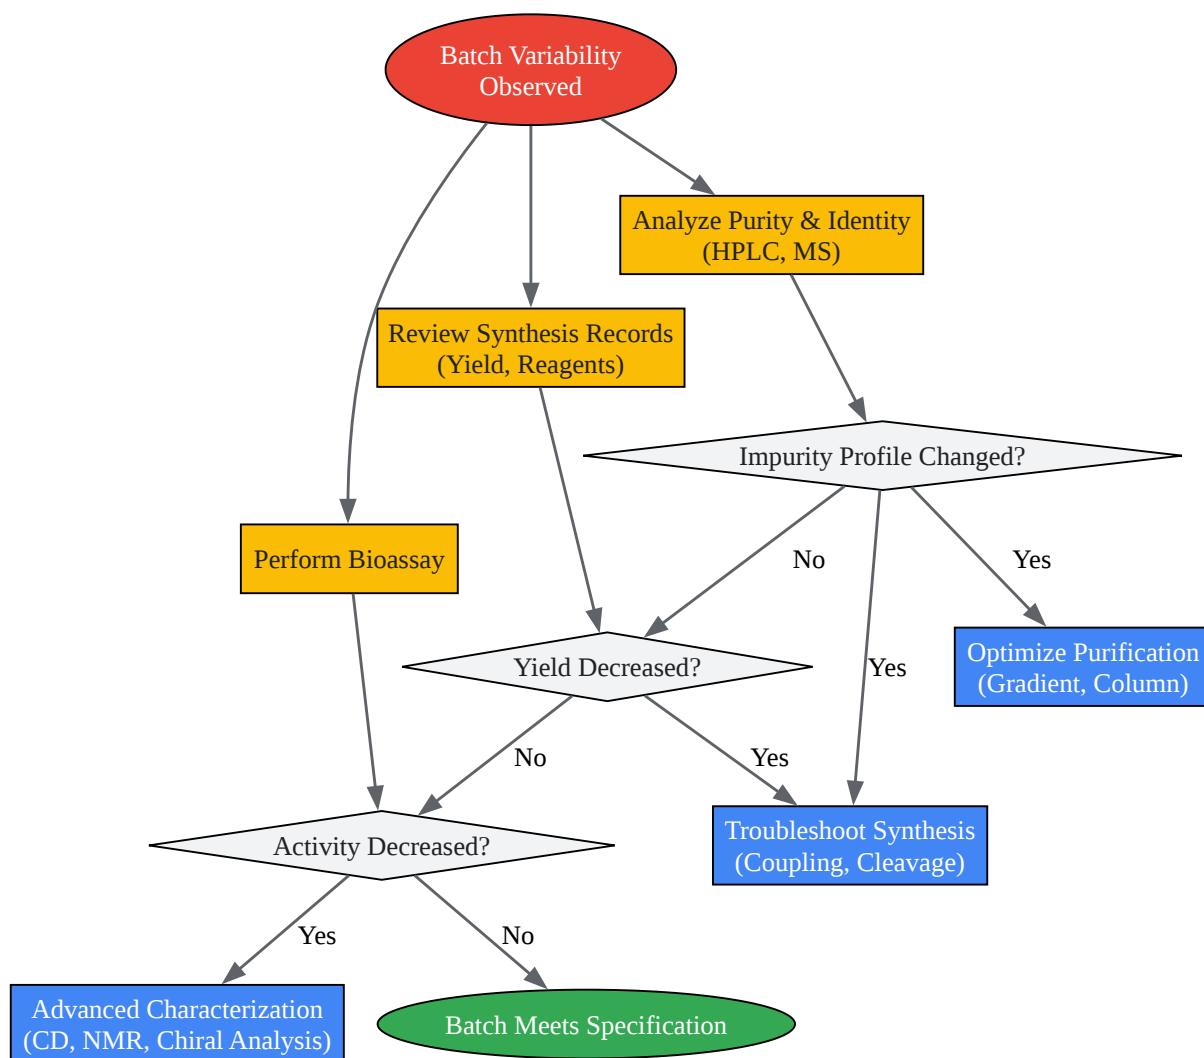 Batch Variability
Observed
Analyze Purity & Identity
(HPLC, MS)
Review Synthesis Records
(Yield, Reagents)
Impurity Profile Changed?
Perform Bioassay
No
Yes
Yes
Optimize Purification
(Gradient, Column)
Yield Decreased?
No
Yes
Troubleshoot Synthesis
(Coupling, Cleavage)
Activity Decreased?
Yes
No
Advanced Characterization
(CD, NMR, Chiral Analysis)
Batch Meets Specification